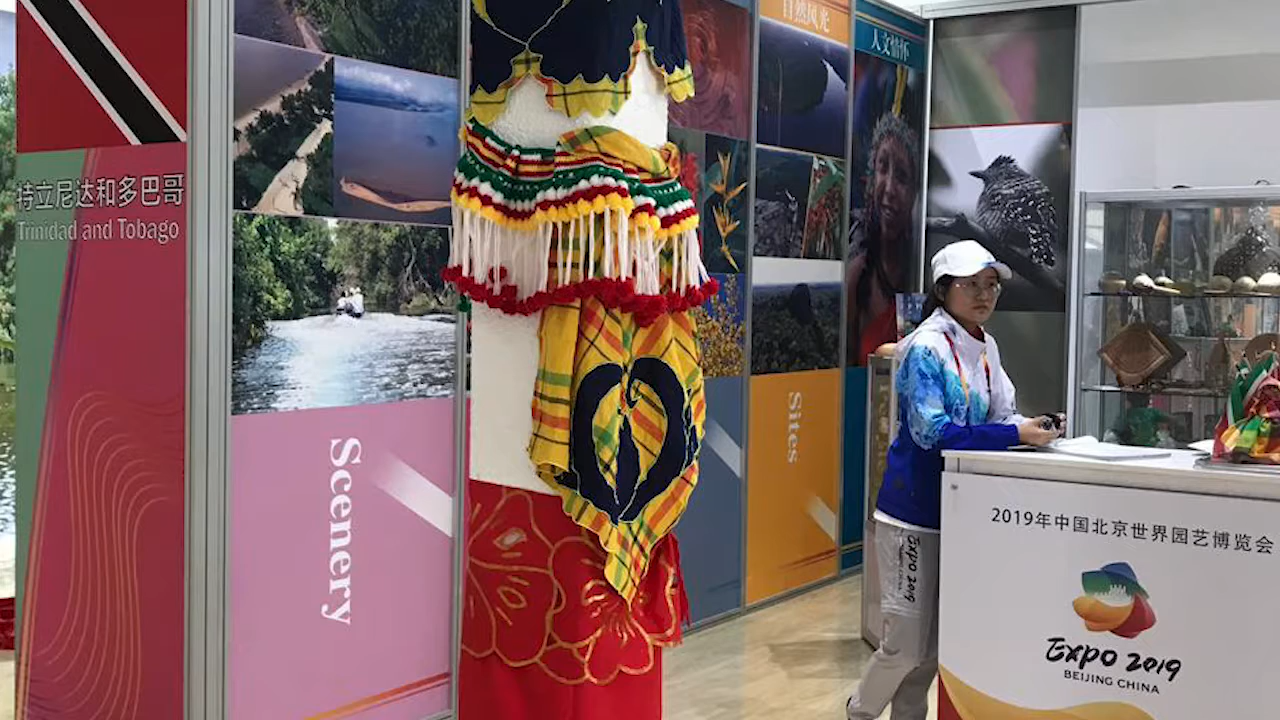 特立尼达和多巴哥
Trinidad and Tobago
Scenery
自然风光
Sites
人文情怀
2019年中国北京世界园艺博览会
EXPO 2019
BEIJING CHINA
EXPO 2019